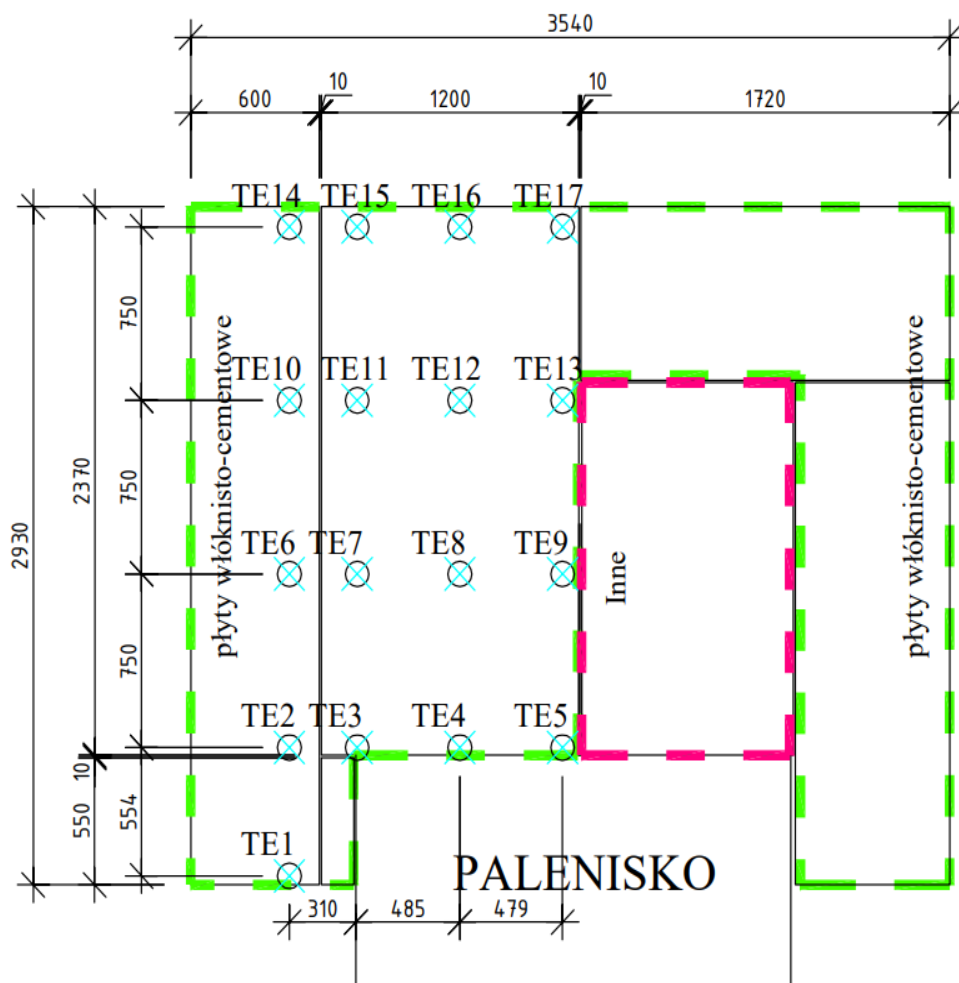 3540
10
10
600
1200
1720
TE14
TE15
TE16
TE17
750
płyty włóknisto-cementowe
płyty włóknisto-cementowe
TE10
TE11
TE12
TE13
2930
2370
750
TE6
TE7
TE8
TE9
Inne
750
TE2
TE3
TE4
TE5
10
550
554
TE1
PALENISKO
310
485
479